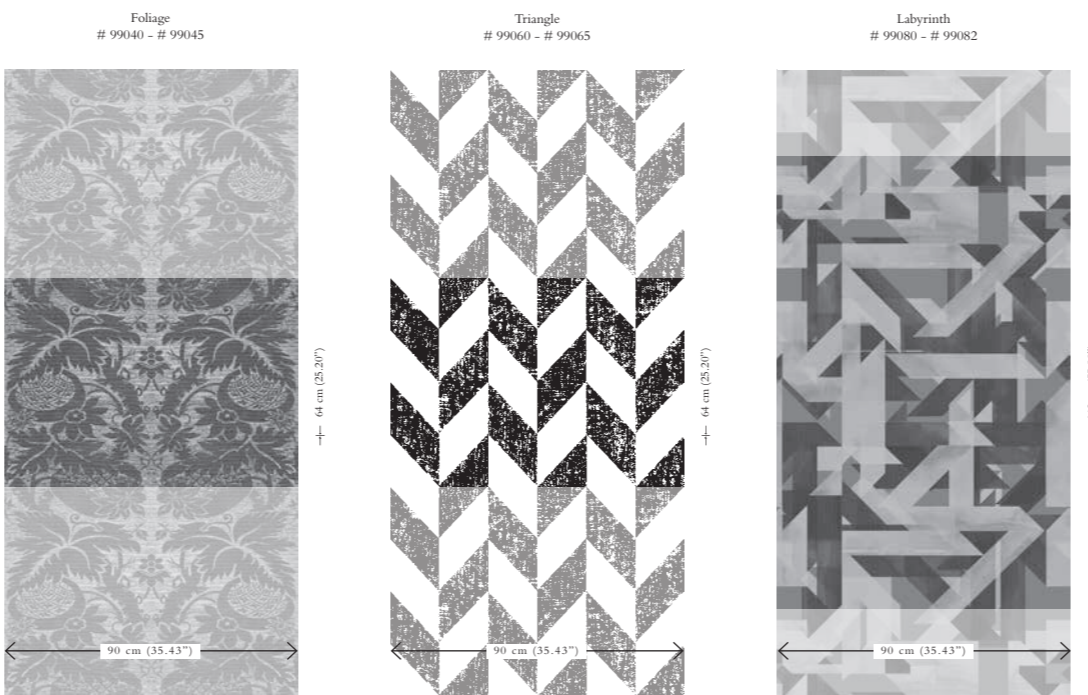 Foliage
# 99040 - # 99045
Triangle
# 99060 - # 99065
Labyrinth
# 99080 - # 99082
64 cm (25.20”)
64 cm (25.20”)
90 cm (35.43”)
90 cm (35.43”)
90 cm (35.43”)